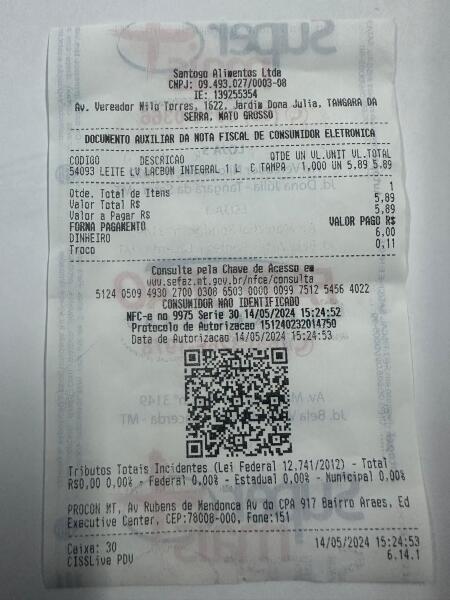 Santogo Alimentos Ltda
CNPJ: 09.493.027/0003-08
IE: 139255354
Av. Vereador Nilo Torres, 1622, Jardim Dona Julia, TANGARA DA
SERRA, MATO GROSSO
DOCUMENTO AUXILIAR DA NOTA FISCAL DE CONSUMIDOR ELETRONICA
CODIGO DESCRICAO QTDE UN VL.UNIT VL.TOTAL
54093 LEITE LV LACBON INTEGRAL 1 L C TAMPA 1,000 UN 5,89 5,89
Qtde. Total de Itens 1
Valor Total R$ 5,89
Valor a Pagar R$ 5,89
FORMA PAGAMENTO VALOR PAGO R$
DINHEIRO 6,00
Troco 0,11
Consulte pela Chave de Acesso em
www.sefaz.mt.gov.br/nfce/consulta
5124 0509 4930 2700 0308 6503 0000 0099 7512 5456 4022
CONSUMIDOR NAO IDENTIFICADO
NFC-e no 9975 Serie 30 14/05/2024 15:24:52
Protocolo de Autorizacao 151240232014750
Data de Autorizacao 14/05/2024 15:24:53
Tributos Totais Incidentes (Lei Federal 12.741/2012) - Total
R$0,00 0,00% - Federal 0,00% - Estadual 0,00% - Municipal 0,00%
PROCON MT, Av Rubens de Mendonca Av do CPA 917 Bairro Araes, Ed
Executive Center, CEP:78008-000, Fone:151
Caixa: 30 14/05/2024 15:24:53
CISSLive PDV 6.14.1